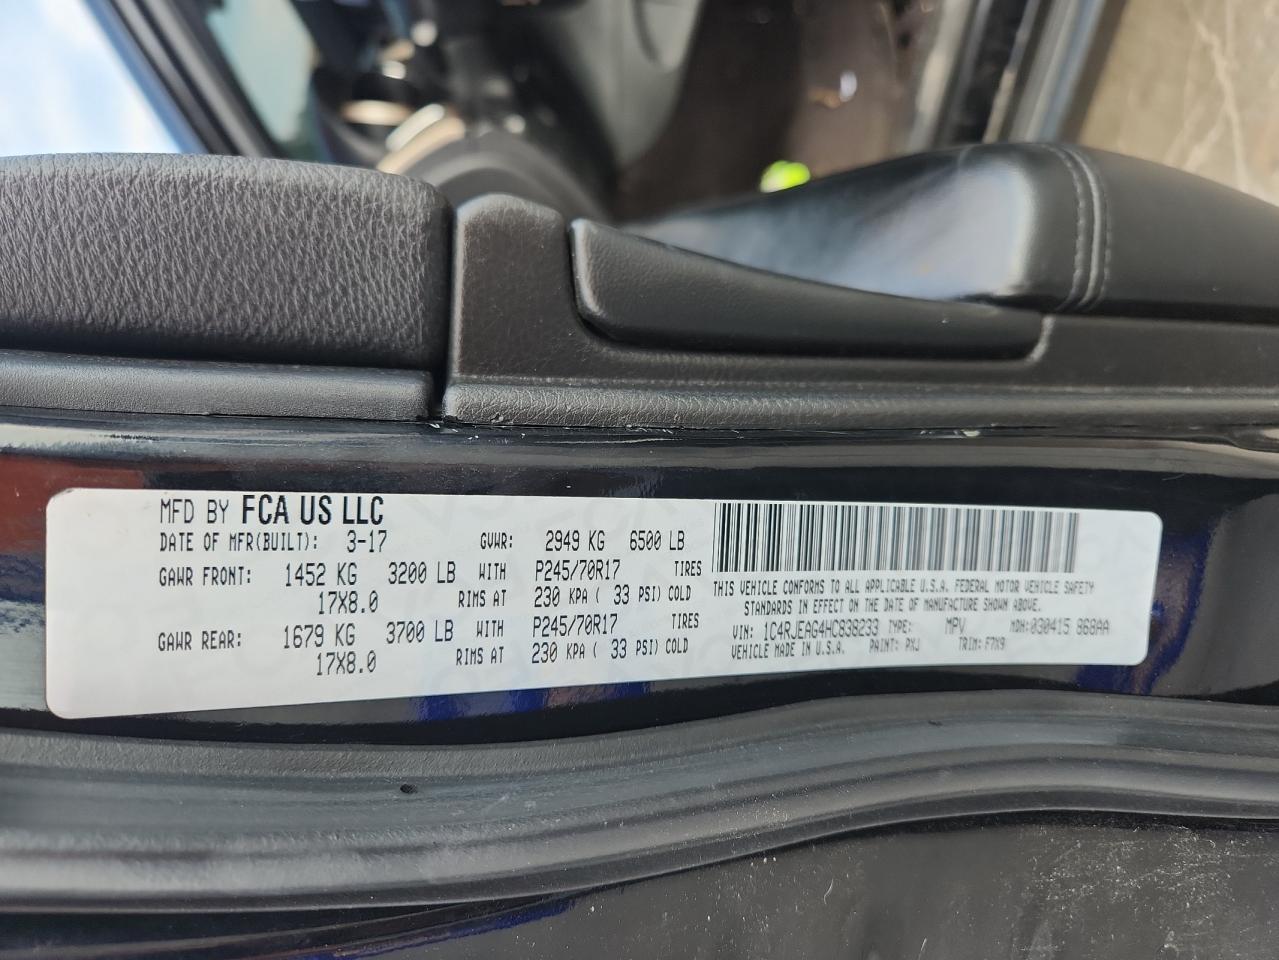 MFD BY FCA US LLC
DATE OF MFR(BUILT): 3-17 GVWR: 2949 KG 6500 LB
GAWR FRONT: 1452 KG 3200 LB WITH P245/70R17 TIRES
17X8.0 RIMS AT 230 KPA ( 33 PSI) COLD
GAWR REAR: 1679 KG 3700 LB WITH P245/70R17 TIRES
17X8.0 RIMS AT 230 KPA ( 33 PSI) COLD
THIS VEHICLE CONFORMS TO ALL APPLICABLE U.S.A. FEDERAL MOTOR VEHICLE SAFETY
STANDARDS IN EFFECT ON THE DATE OF MANUFACTURE SHOWN ABOVE.
VIN: 1C4RJEAG4HC838233 TYPE: MPV MDH:030415 868AA
VEHICLE MADE IN U.S.A. PAINT: PXJ TRIM: F7X9